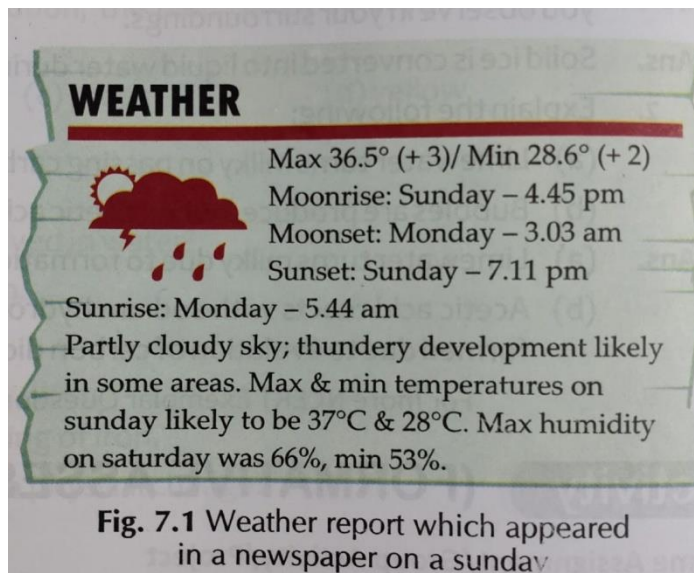 WEATHER
Max 36.5° (+ 3)/ Min 28.6° (+ 2)
Moonrise: Sunday – 4.45 pm
Moonset: Monday – 3.03 am
Sunset: Sunday – 7.11 pm
Sunrise: Monday – 5.44 am
Partly cloudy sky; thundery development likely
in some areas. Max & min temperatures on
sunday likely to be 37°C & 28°C. Max humidity
on saturday was 66%, min 53%.
Fig. 7.1 Weather report which appeared
in a newspaper on a sunday